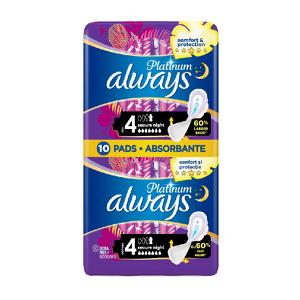 comfort &
protection
Platinum
always
4
secure night
60%
LARGER
BACK*
10 PADS • ABSORBANTE
confort și
protecție
Platinum
always
4
secure night
60%